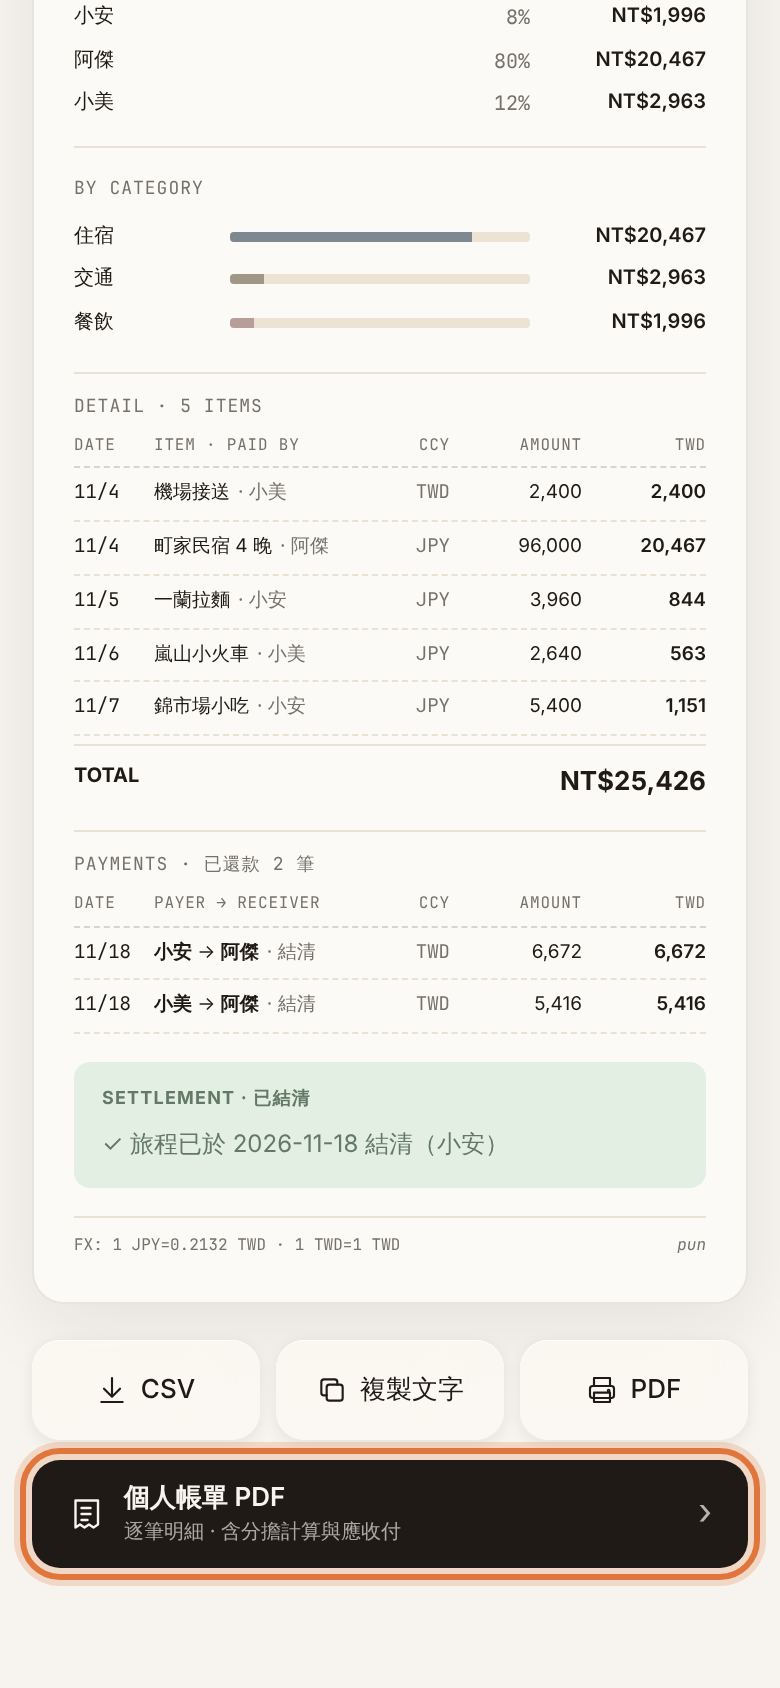 小安 8% NT$1,996
阿傑 80% NT$20,467
小美 12% NT$2,963
BY CATEGORY
住宿 NT$20,467
交通 NT$2,963
餐飲 NT$1,996
DETAIL · 5 ITEMS
DATE ITEM · PAID BY CCY AMOUNT TWD
11/4 機場接送 · 小美 TWD 2,400 2,400
11/4 町家民宿 4 晚 · 阿傑 JPY 96,000 20,467
11/5 一蘭拉麵 · 小安 JPY 3,960 844
11/6 嵐山小火車 · 小美 JPY 2,640 563
11/7 錦市場小吃 · 小安 JPY 5,400 1,151
TOTAL NT$25,426
PAYMENTS · 已還款 2 筆
DATE PAYER → RECEIVER CCY AMOUNT TWD
11/18 小安 → 阿傑 · 結清 TWD 6,672 6,672
11/18 小美 → 阿傑 · 結清 TWD 5,416 5,416
SETTLEMENT · 已結清
✓ 旅程已於 2026-11-18 結清（小安）
FX: 1 JPY=0.2132 TWD · 1 TWD=1 TWD pun
CSV 複製文字 PDF
個人帳單 PDF
逐筆明細 · 含分擔計算與應收付